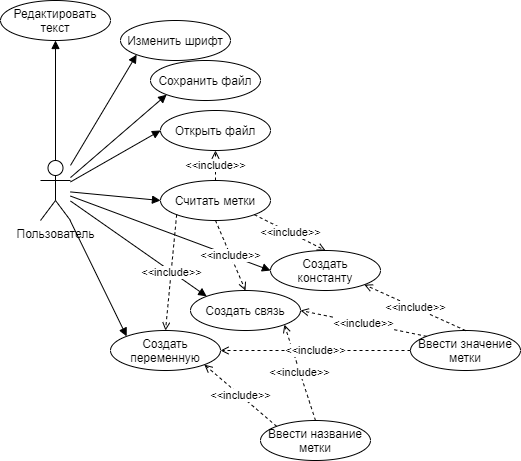 Редактировать
текст
Изменить шрифт
Сохранить файл
Открыть файл
<<include>>
Считать метки
Пользователь
<<include>>
<<include>>
<<include>>
Создать
константу
Создать связь
<<include>>
<<include>>
Создать
переменную
<<include>>
Ввести значение
метки
<<include>>
<<include>>
Ввести название
метки